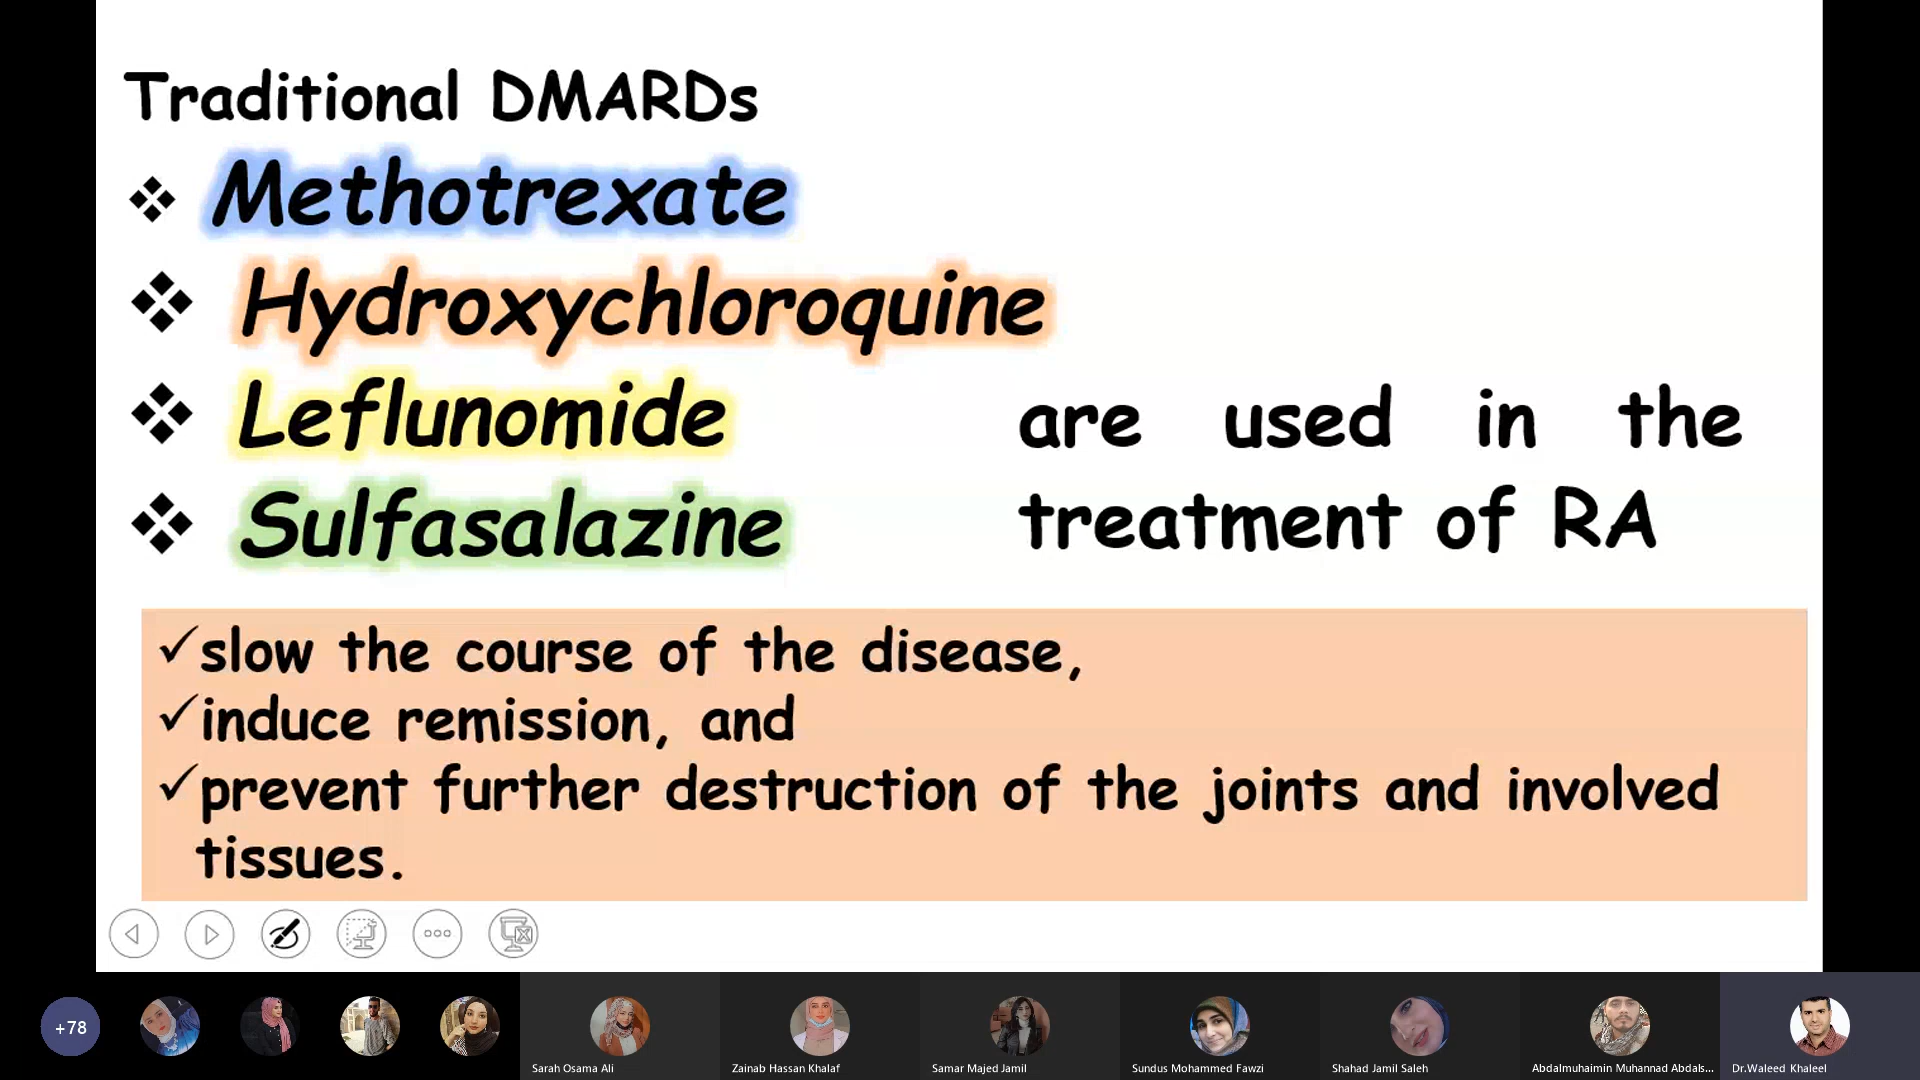 Traditional DMARDs
Methotrexate
Hydroxychloroquine
Leflunomide
Sulfasalazine
are used in the
treatment of RA
✓slow the course of the disease,
✓induce remission, and
✓prevent further destruction of the joints and involved
tissues.
+78
Sarah Osama Ali
Zainab Hassan Khalaf
Samar Majed Jamil
Sundus Mohammed Fawzi
Shahad Jamil Saleh
Abdalmuhaimin Muhannad Abdals...
Dr.Waleed Khaleel